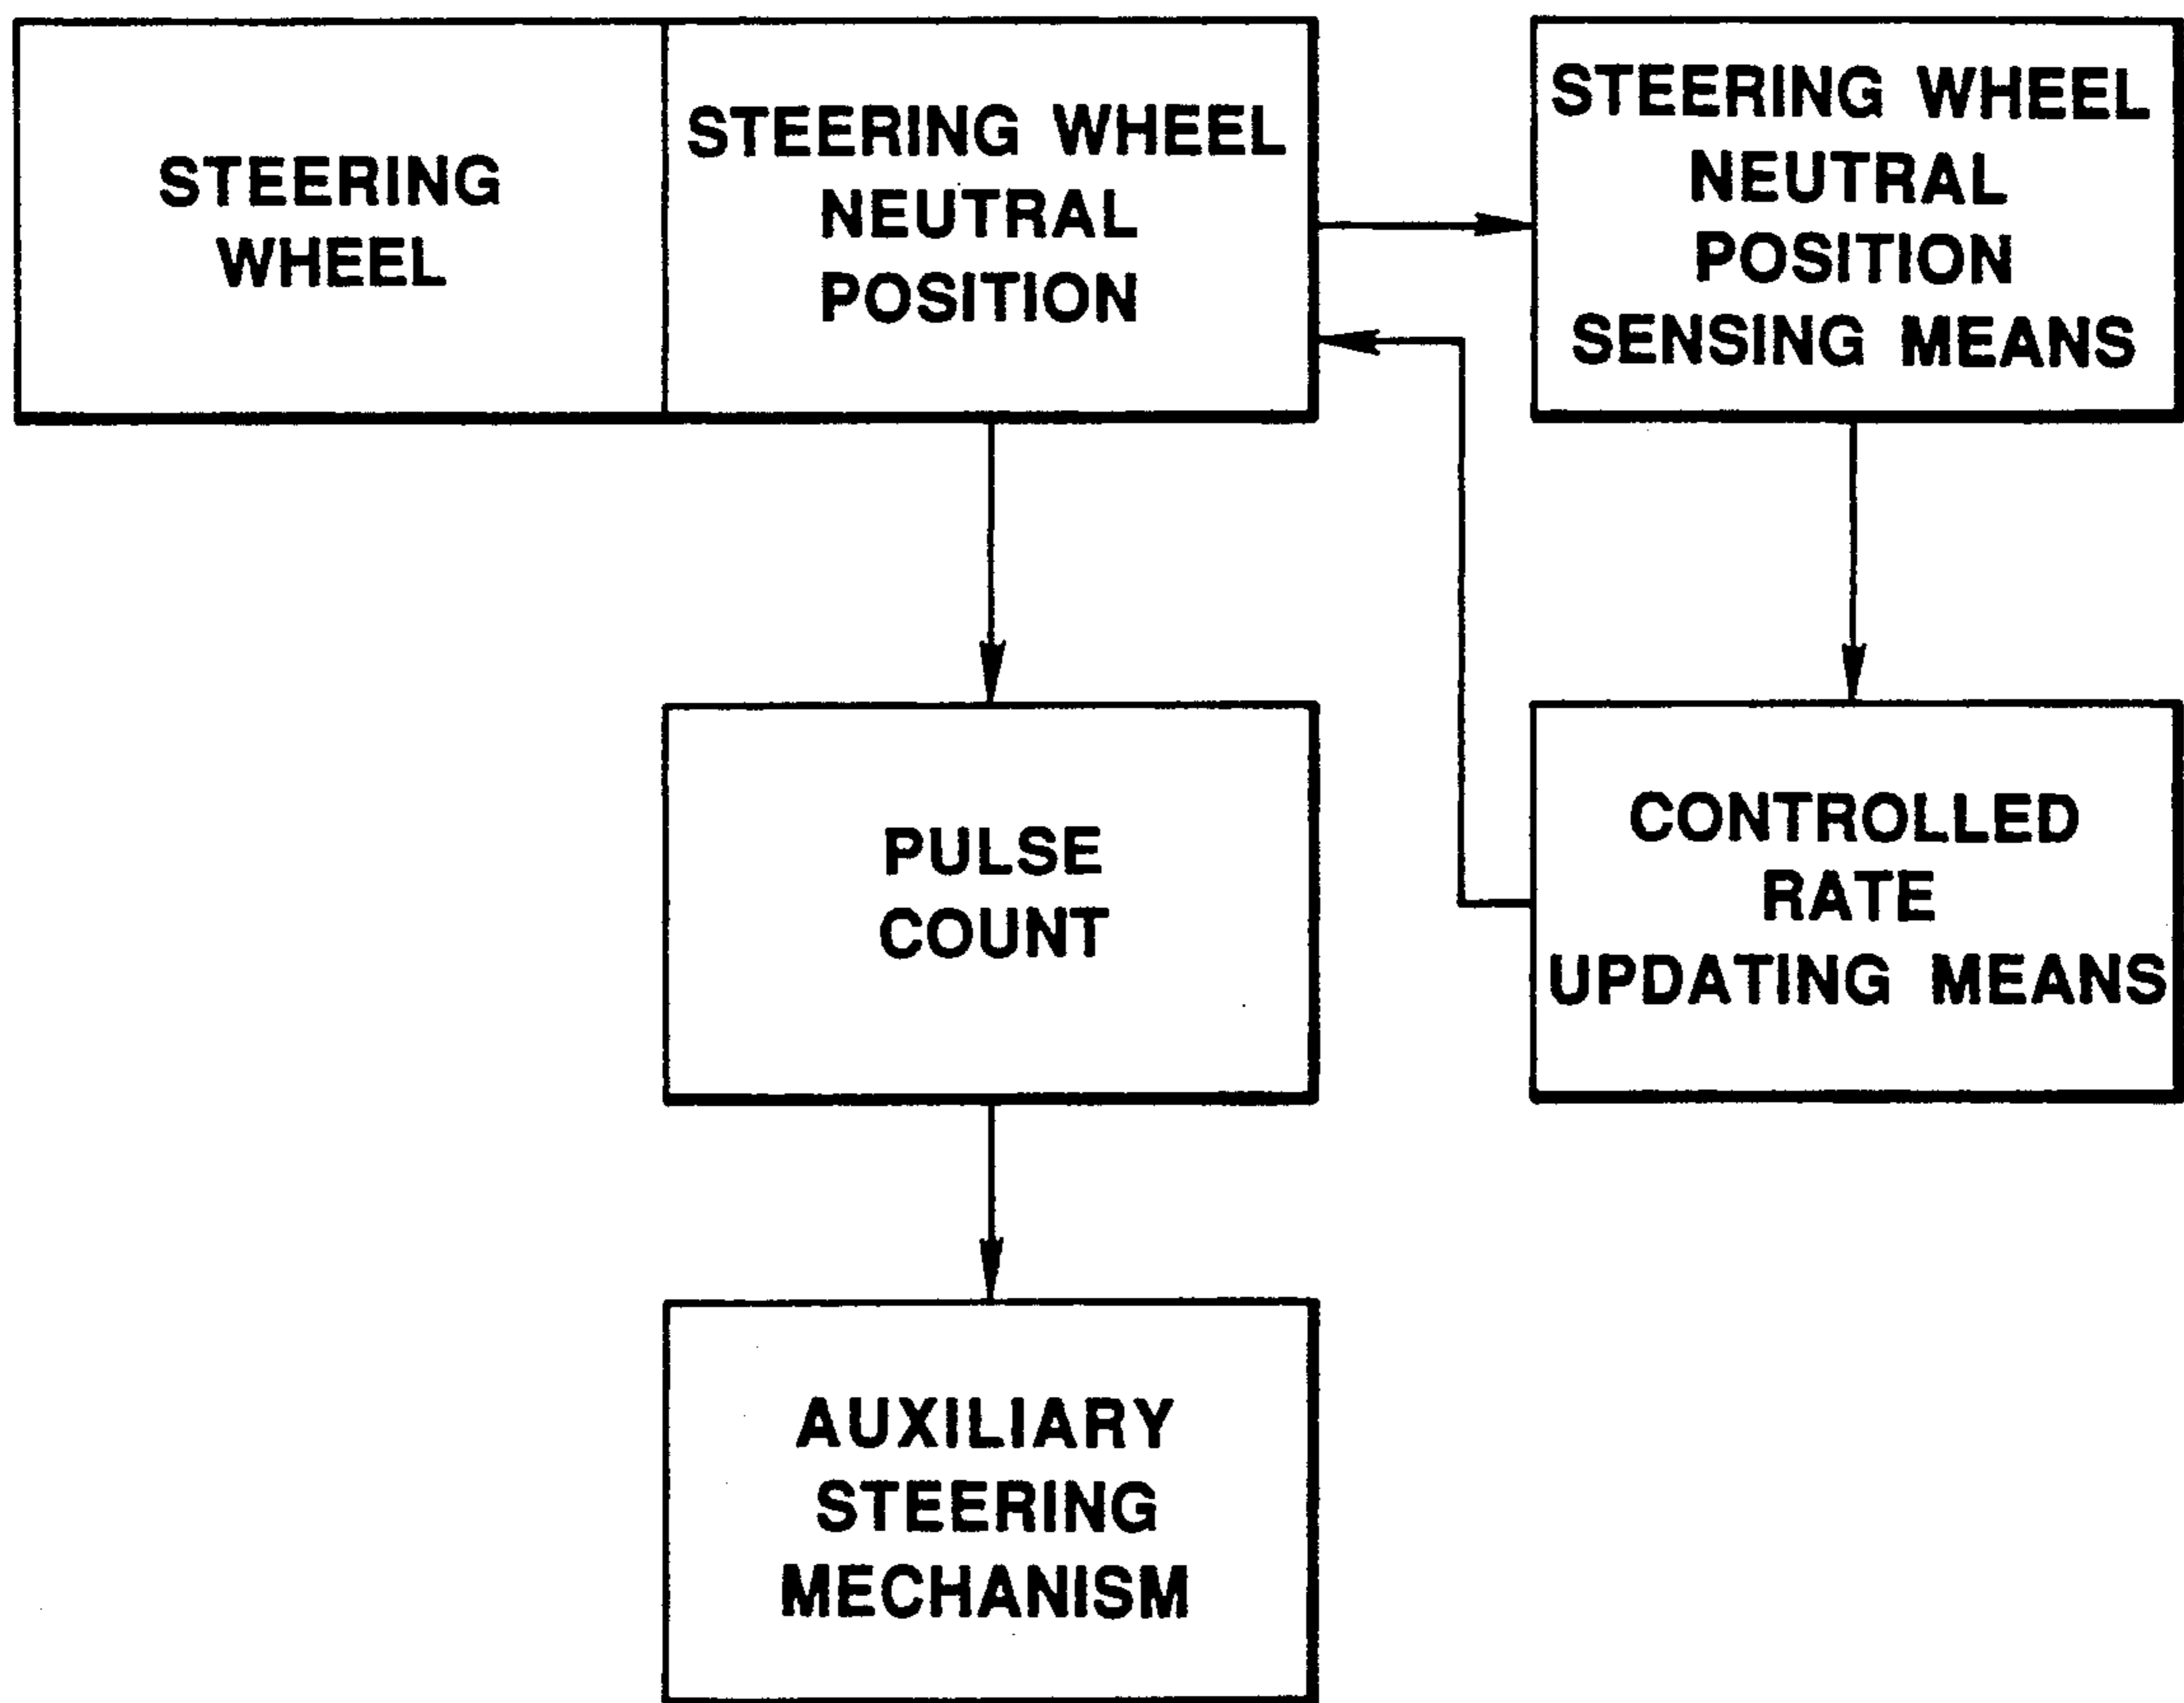 STEERING
WHEEL
STEERING WHEEL
NEUTRAL
POSITION
STEERING WHEEL
NEUTRAL
POSITION
SENSING MEANS
PULSE
COUNT
CONTROLLED
RATE
UPDATING MEANS
AUXILIARY
STEERING
MECHANISM